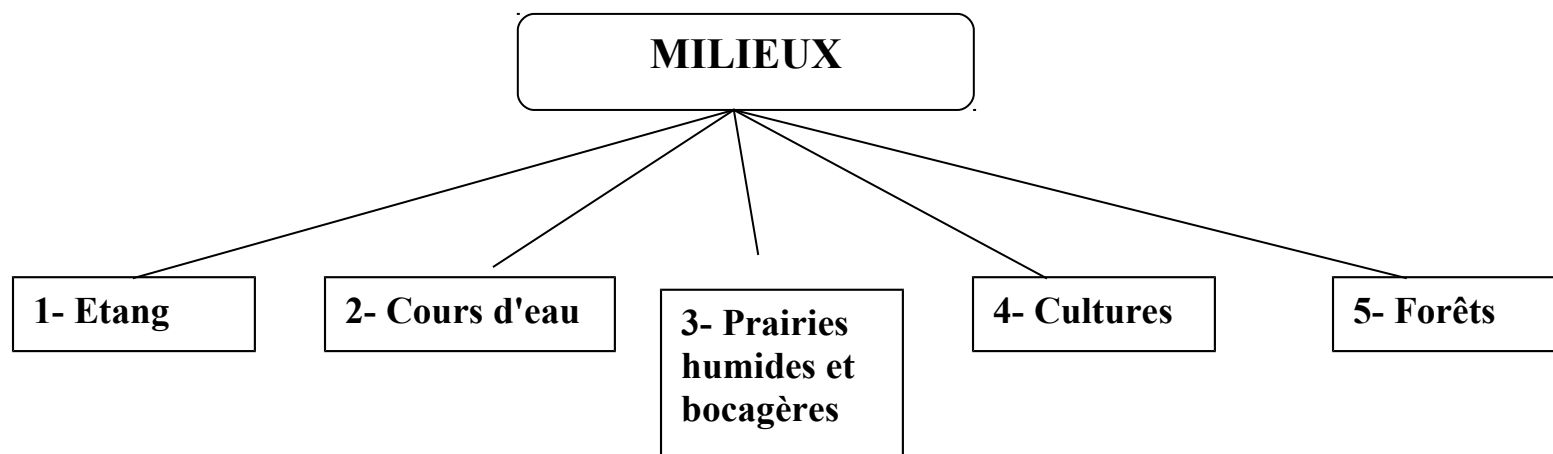 MILIEUX
1- Etang
2- Cours d'eau
3- Prairies
humides et
bocagères
4- Cultures
5- Forêts